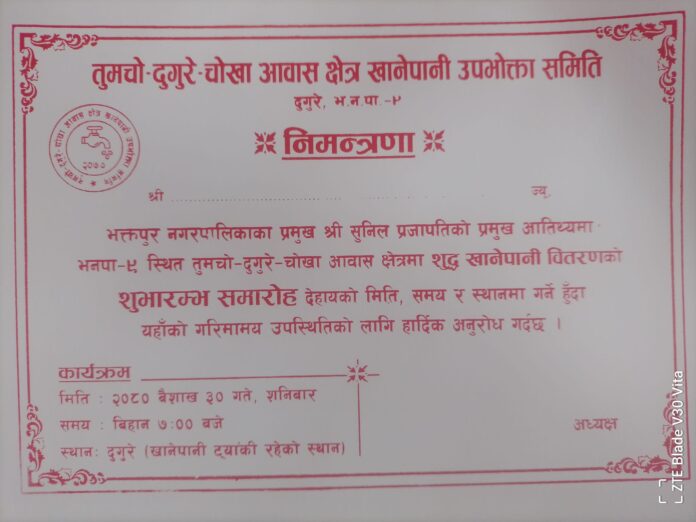 तुमचो-दुगुरे-चोखा आवास क्षेत्र खानेपानी उपभोक्ता समिति
दुगुरे, भ.न.पा.-९
निमन्त्रणा
२०७०
श्री ........................................ ज्यू,
भक्तपुर नगरपालिकाका प्रमुख श्री सुनिल प्रजापतिको प्रमुख आतिथ्यमा
भनपा-९ स्थित तुमचो-दुगुरे-चोखा आवास क्षेत्रमा शुद्ध खानेपानी वितरणको
शुभारम्भ समारोह देहायको मिति, समय र स्थानमा गर्ने हुँदा
यहाँको गरिमामय उपस्थितिको लागि हार्दिक अनुरोध गर्दछ ।
कार्यक्रम
मिति : २०८० बैशाख ३० गते, शनिबार
समय : बिहान ७:०० बजे
स्थान: दुगुरे (खानेपानी ट्यांकी रहेको स्थान)
अध्यक्ष
ZTE Blade V30 Vita